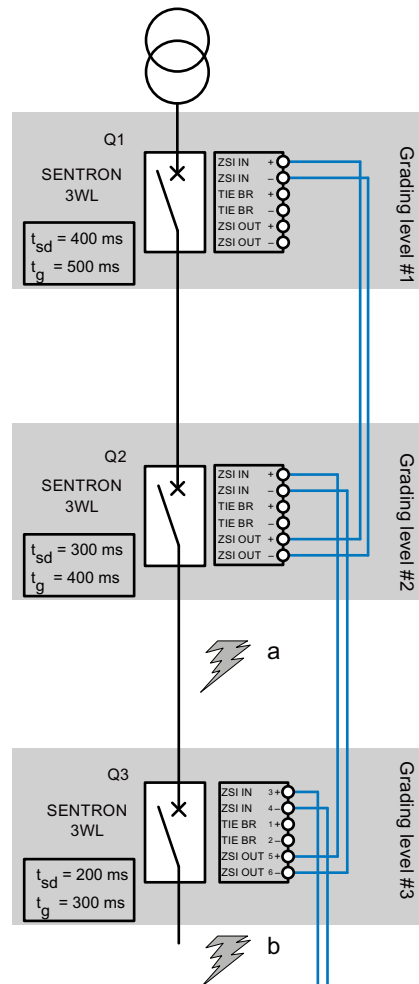 Q1
SENTRON
3WL
t_sd = 400 ms
t_g = 500 ms
ZSI IN +
ZSI IN –
TIE BR +
TIE BR –
ZSI OUT +
ZSI OUT –
Grading level #1
Q2
SENTRON
3WL
t_sd = 300 ms
t_g = 400 ms
ZSI IN +
ZSI IN –
TIE BR +
TIE BR –
ZSI OUT +
ZSI OUT –
Grading level #2
a
Q3
SENTRON
3WL
t_sd = 200 ms
t_g = 300 ms
ZSI IN 3+
ZSI IN 4–
TIE BR 1+
TIE BR 2–
ZSI OUT 5+
ZSI OUT 6–
Grading level #3
b